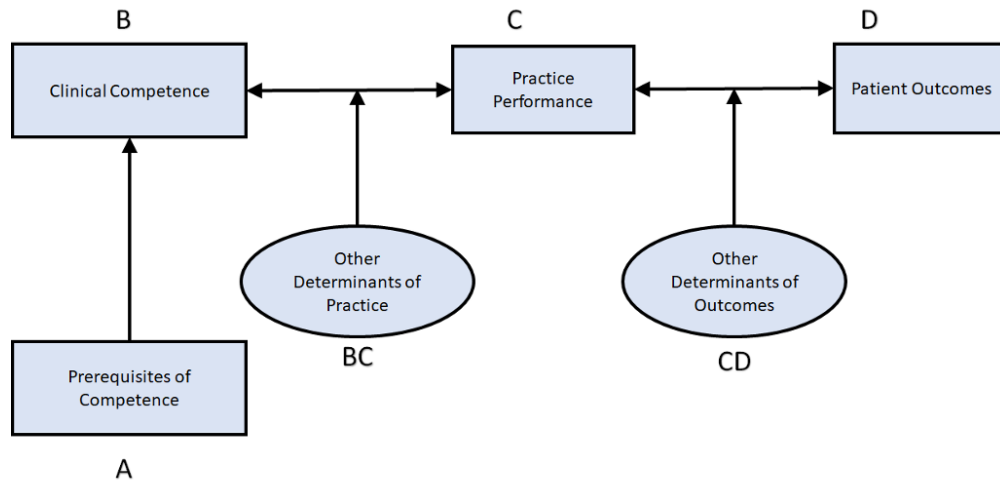 B
C
D
Clinical Competence
Practice
Performance
Patient Outcomes
Other
Determinants of
Practice
BC
Other
Determinants of
Outcomes
CD
Prerequisites of
Competence
A